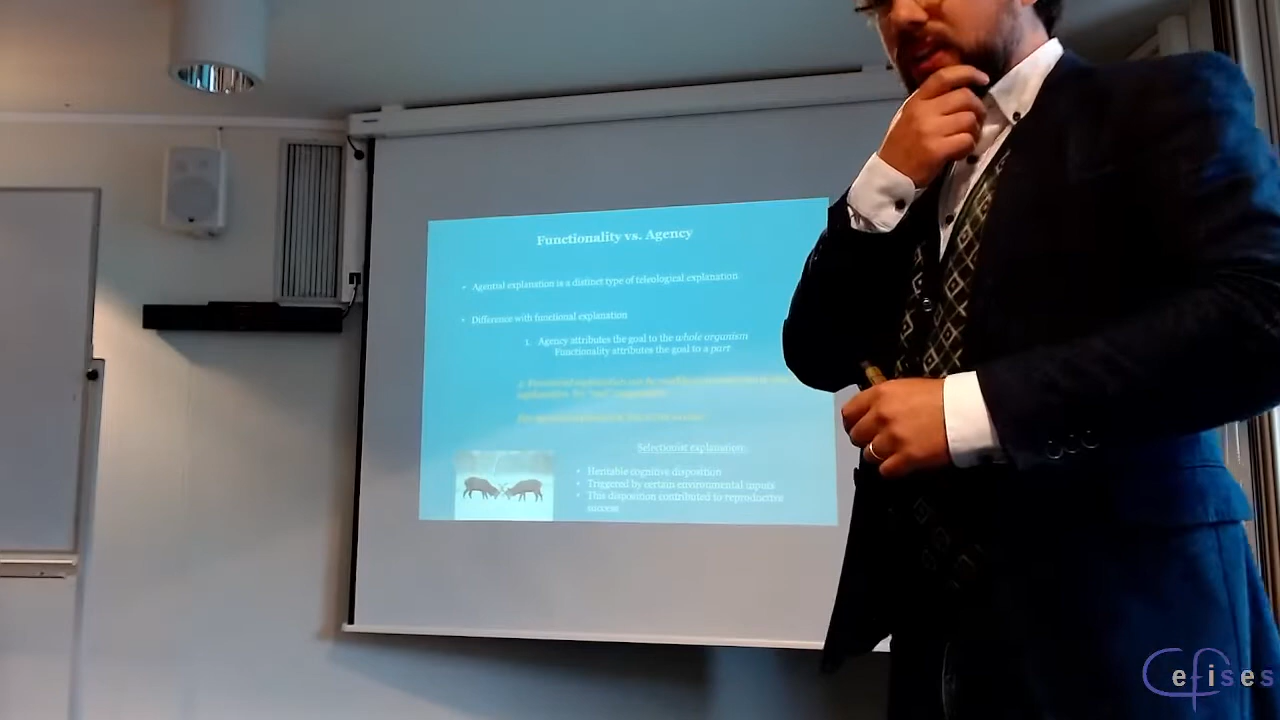 Functionality vs. Agency
• Agential explanation is a distinct type of teleological explanation
• Difference with functional explanation
1. Agency attributes the goal to the whole organism
Functionality attributes the goal to a part
Selectionist explanation:
• Heritable cognitive disposition
• Triggered by certain environmental inputs
• This disposition contributed to reproductive
success
Cefises